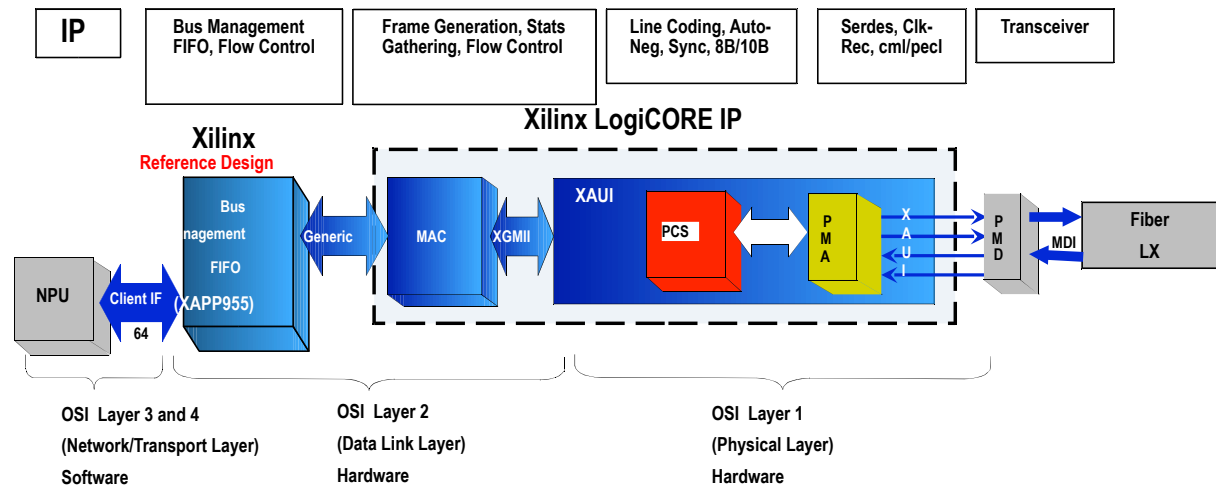 IP
Bus Management
FIFO, Flow Control
Frame Generation, Stats
Gathering, Flow Control
Line Coding, Auto-
Neg, Sync, 8B/10B
Serdes, Clk-
Rec, cml/pecl
Transceiver
Xilinx LogiCORE IP
Xilinx
Reference Design
Bus
nagement
FIFO
(XAPP955)
NPU
Client IF
64
Generic
MAC
XGMII
XAUI
PCS
P
M
A
X
A
U
I
P
M
D
MDI
Fiber
LX
OSI Layer 3 and 4
(Network/Transport Layer)
Software
OSI Layer 2
(Data Link Layer)
Hardware
OSI Layer 1
(Physical Layer)
Hardware